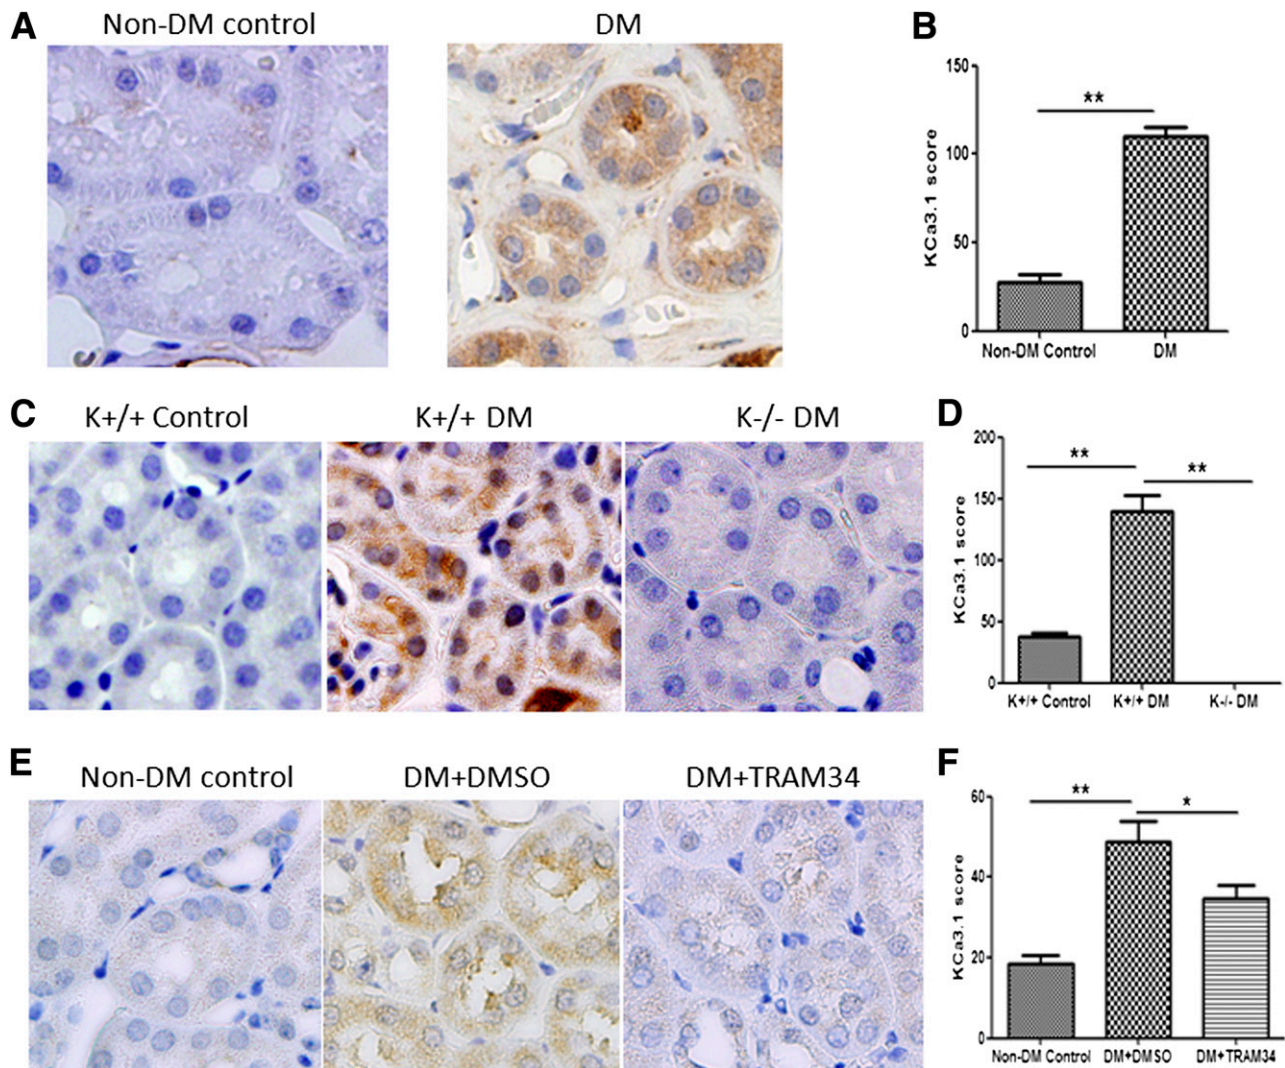 A
Non-DM control
DM
B
150
100
50
0
KCa3.1 score
**
Non-DM Control
DM
C
K+/+ Control
K+/+ DM
K-/- DM
D
200
150
100
50
0
KCa3.1 score
**
**
K+/+ Control
K+/+ DM
K-/- DM
E
Non-DM control
DM+DMSO
DM+TRAM34
F
60
40
20
0
KCa3.1 score
**
*
Non-DM Control
DM+DMSO
DM+TRAM34